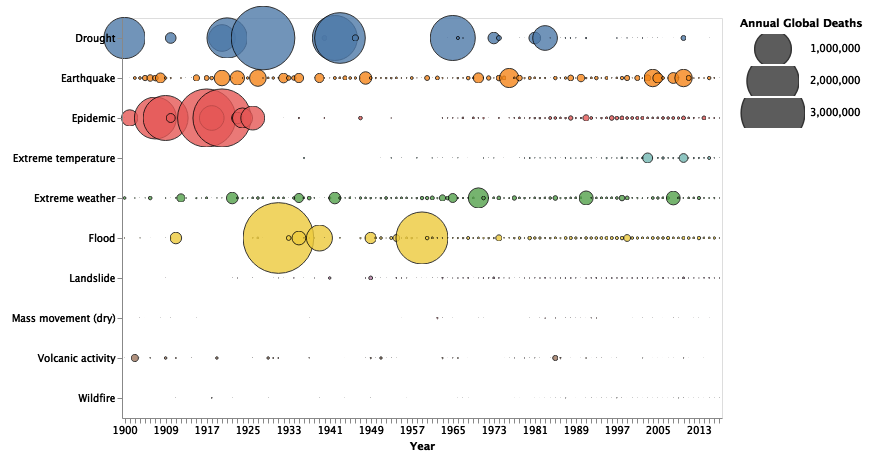 Annual Global Deaths
1,000,000
2,000,000
3,000,000
Drought
Earthquake
Epidemic
Extreme temperature
Extreme weather
Flood
Landslide
Mass movement (dry)
Volcanic activity
Wildfire
1900 1909 1917 1925 1933 1941 1949 1957 1965 1973 1981 1989 1997 2005 2013
Year